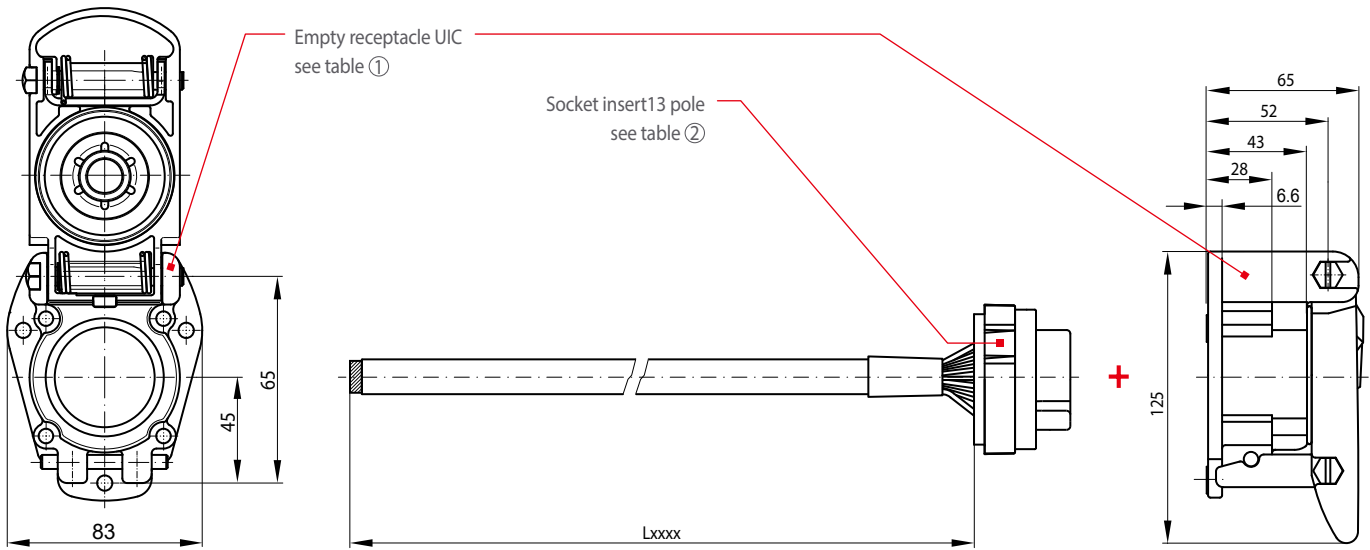 Empty receptacle UIC
see table ①
Socket insert13 pole
see table ②
65
52
43
28
6.6
65
45
125
83
Lxxxx
+